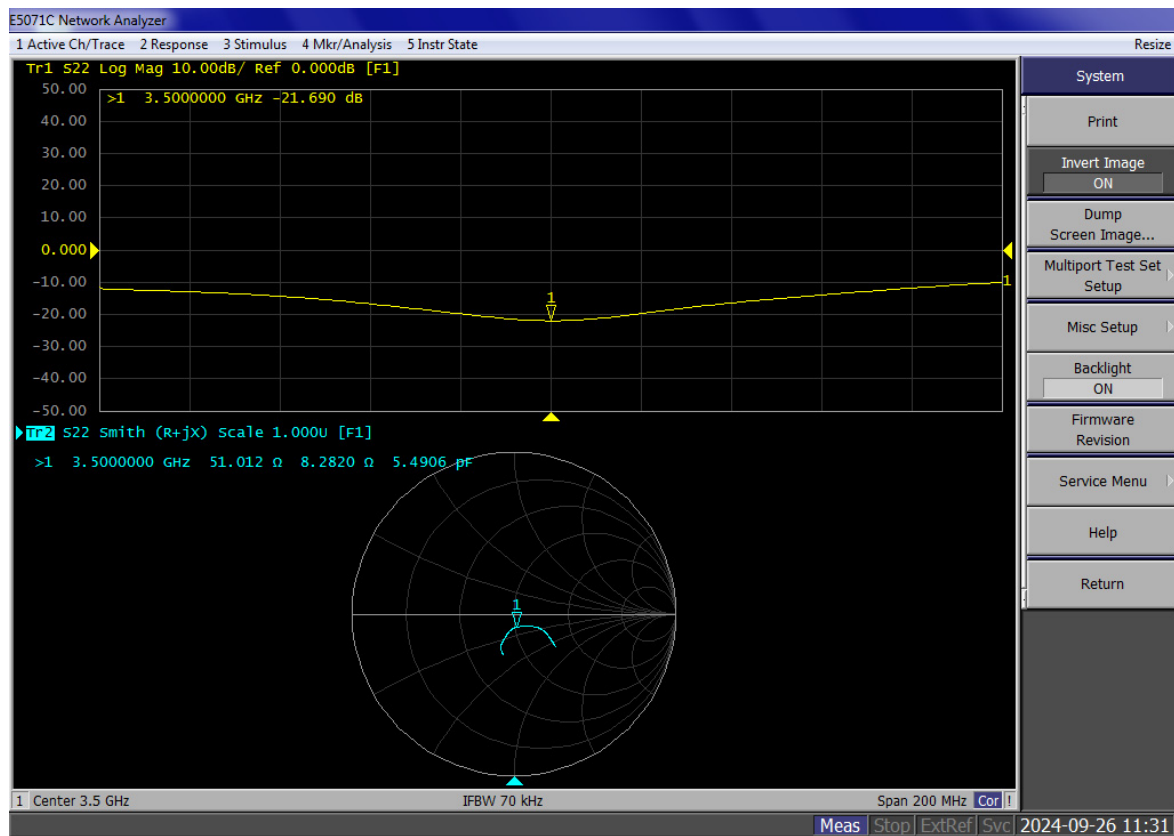 E5071C Network Analyzer
1 Active Ch/Trace 2 Response 3 Stimulus 4 Mkr/Analysis 5 Instr State
Resize
Tr1 S22 Log Mag 10.00dB/ Ref 0.000dB [F1]
50.00
>1 3.5000000 GHz -21.690 dB
40.00
30.00
20.00
10.00
0.000
-10.00
1
1
-20.00
-30.00
-40.00
-50.00
Tr2 S22 Smith (R+jX) Scale 1.000U [F1]
>1 3.5000000 GHz 51.012 Ω 8.2820 Ω 5.4906 pF
1
System
Print
Invert Image
ON
Dump
Screen Image...
Multiport Test Set
Setup
Misc Setup
Backlight
ON
Firmware
Revision
Service Menu
Help
Return
1 Center 3.5 GHz
IFBW 70 kHz
Span 200 MHz Cor !
Meas Stop ExtRef Svc 2024-09-26 11:31